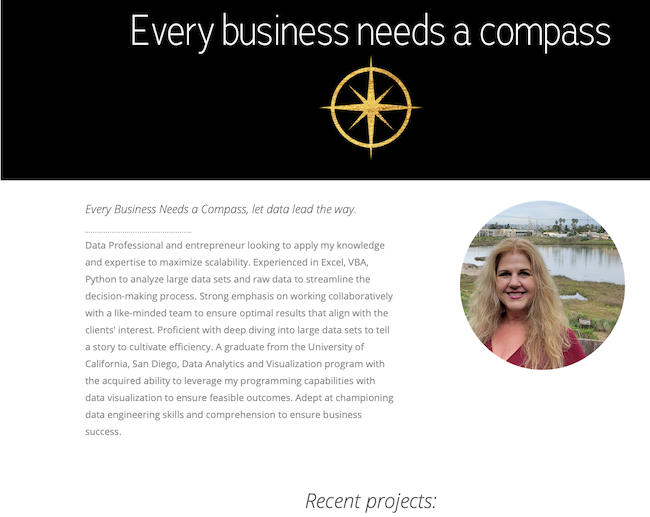 Every business needs a compass
Every Business Needs a Compass, let data lead the way.
Data Professional and entrepreneur looking to apply my knowledge
and expertise to maximize scalability. Experienced in Excel, VBA,
Python to analyze large data sets and raw data to streamline the
decision-making process. Strong emphasis on working collaboratively
with a like-minded team to ensure optimal results that align with the
clients' interest. Proficient with deep diving into large data sets to tell
a story to cultivate efficiency. A graduate from the University of
California, San Diego, Data Analytics and Visualization program with
the acquired ability to leverage my programming capabilities with
data visualization to ensure feasible outcomes. Adept at championing
data engineering skills and comprehension to ensure business
success.
Recent projects: